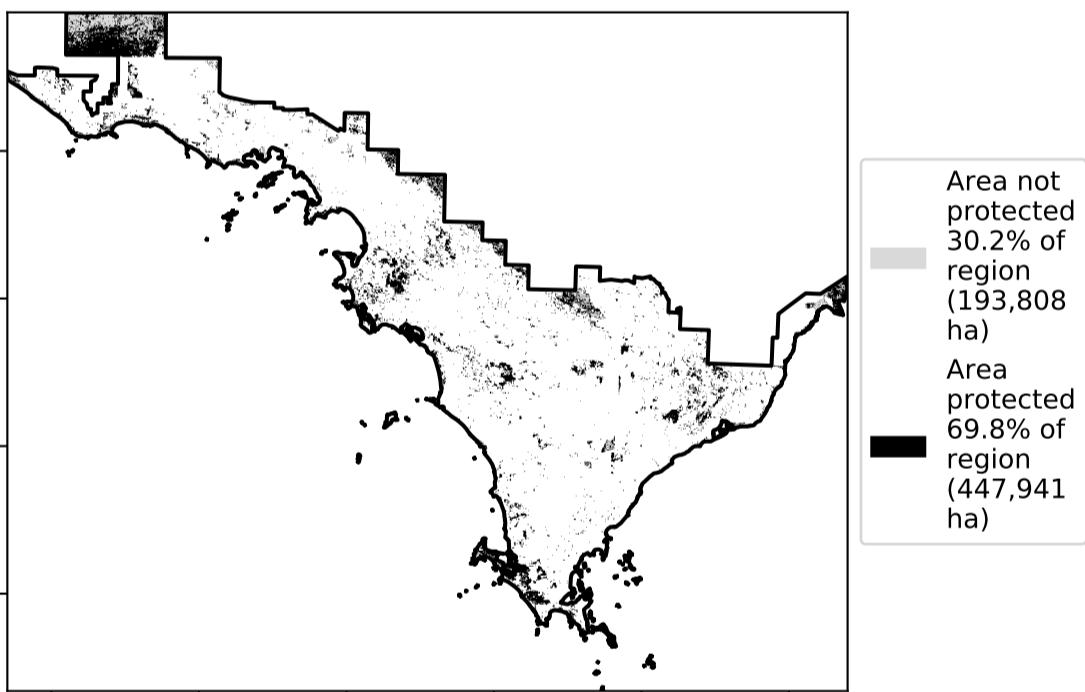 Area not
protected
30.2% of
region
(193,808
ha)
Area
protected
69.8% of
region
(447,941
ha)